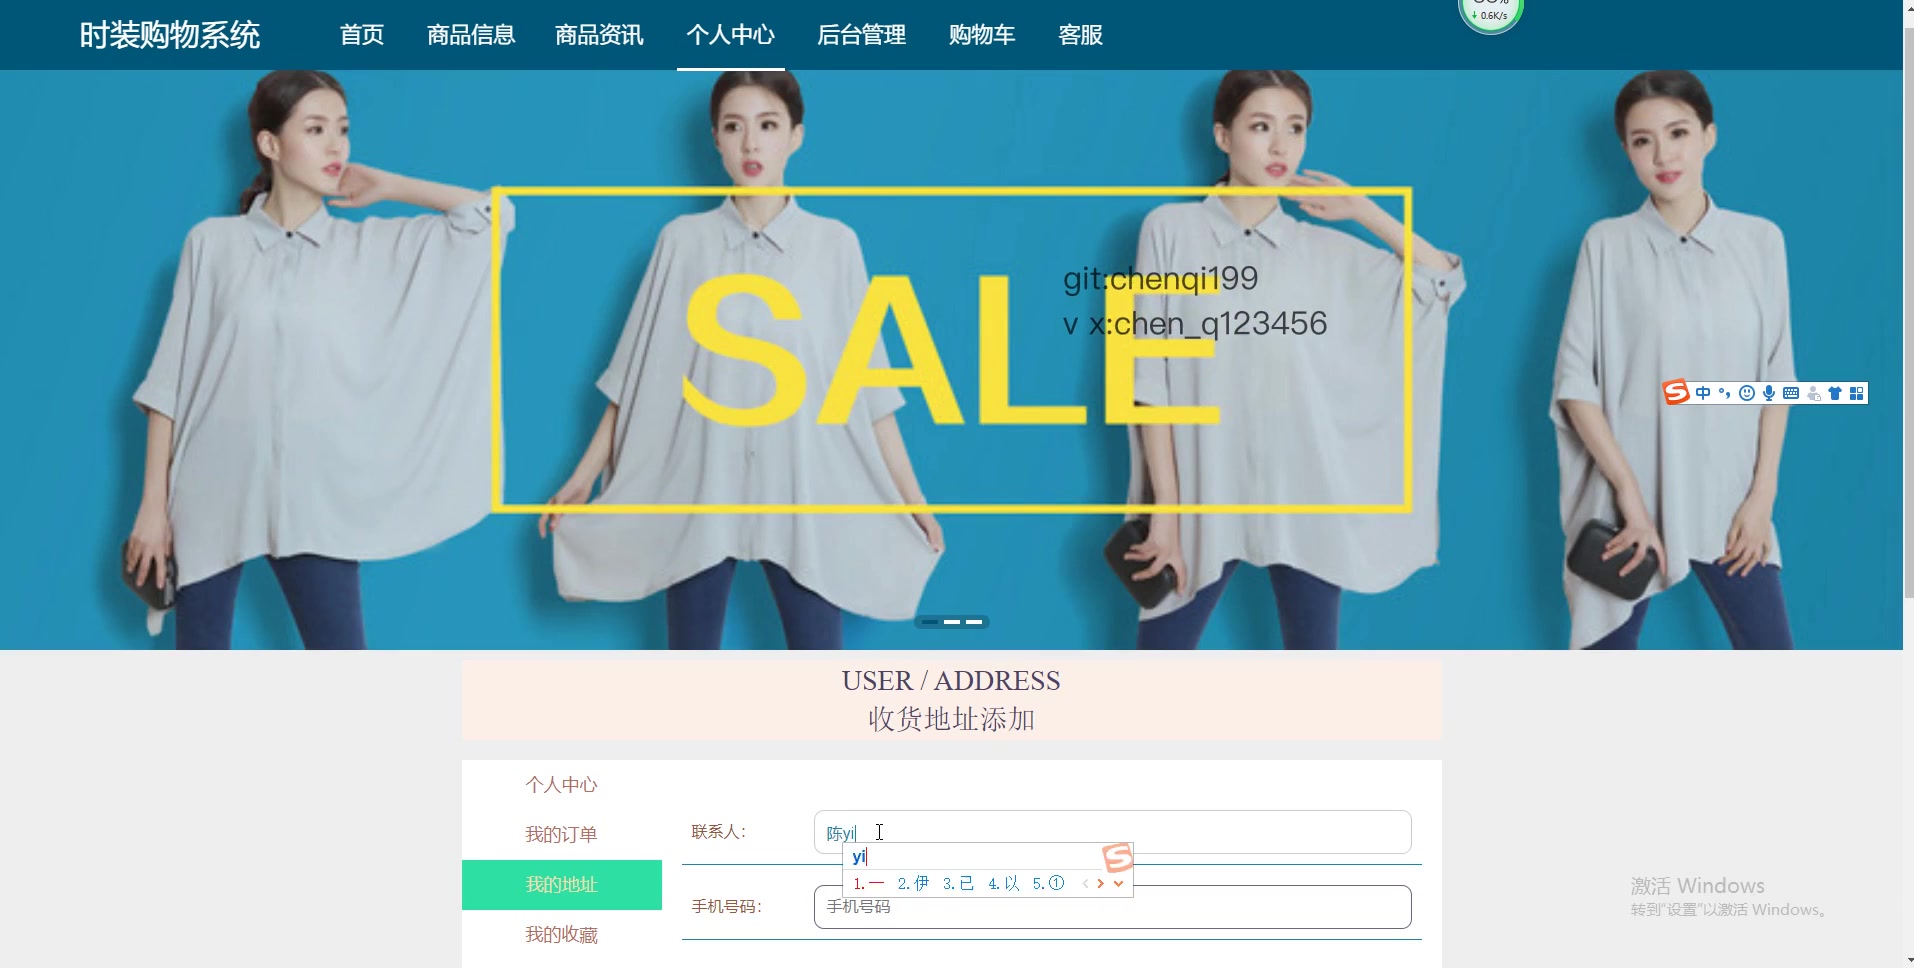 时装购物系统 首页 商品信息 商品资讯 个人中心 后台管理 购物车 客服
0.6K/s
SALE
git:chenqi199
v x:chen_q123456
中
USER / ADDRESS
收货地址添加
个人中心
我的订单
我的地址
我的收藏
联系人：
陈yi
yi
1.一 2.伊 3.已 4.以 5.①
手机号码：
手机号码
激活 Windows
转到“设置”以激活 Windows。